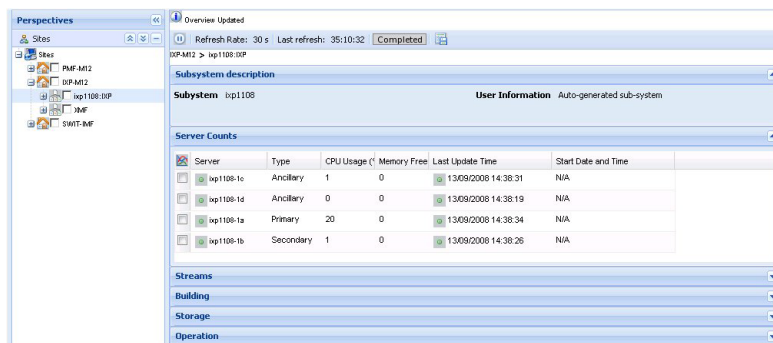 Perspectives
Sites
Sites
PMF-M12
IXP-M12
ixp1108:IXP
XMF
SWIT-IMF
Overview Updated
Refresh Rate: 30 s Last refresh: 35:10:32 Completed
IXP-M12 > ixp1108:IXP
Subsystem description
Subsystem ixp1108 User Information Auto-generated sub-system
Server Counts
Server Type CPU Usage (% Memory Free Last Update Time Start Date and Time
ixp1108-1c Ancillary 1 0 13/09/2008 14:38:31 N/A
ixp1108-1d Ancillary 0 0 13/09/2008 14:38:19 N/A
ixp1108-1a Primary 20 0 13/09/2008 14:38:34 N/A
ixp1108-1b Secondary 1 0 13/09/2008 14:38:26 N/A
Streams
Building
Storage
Operation